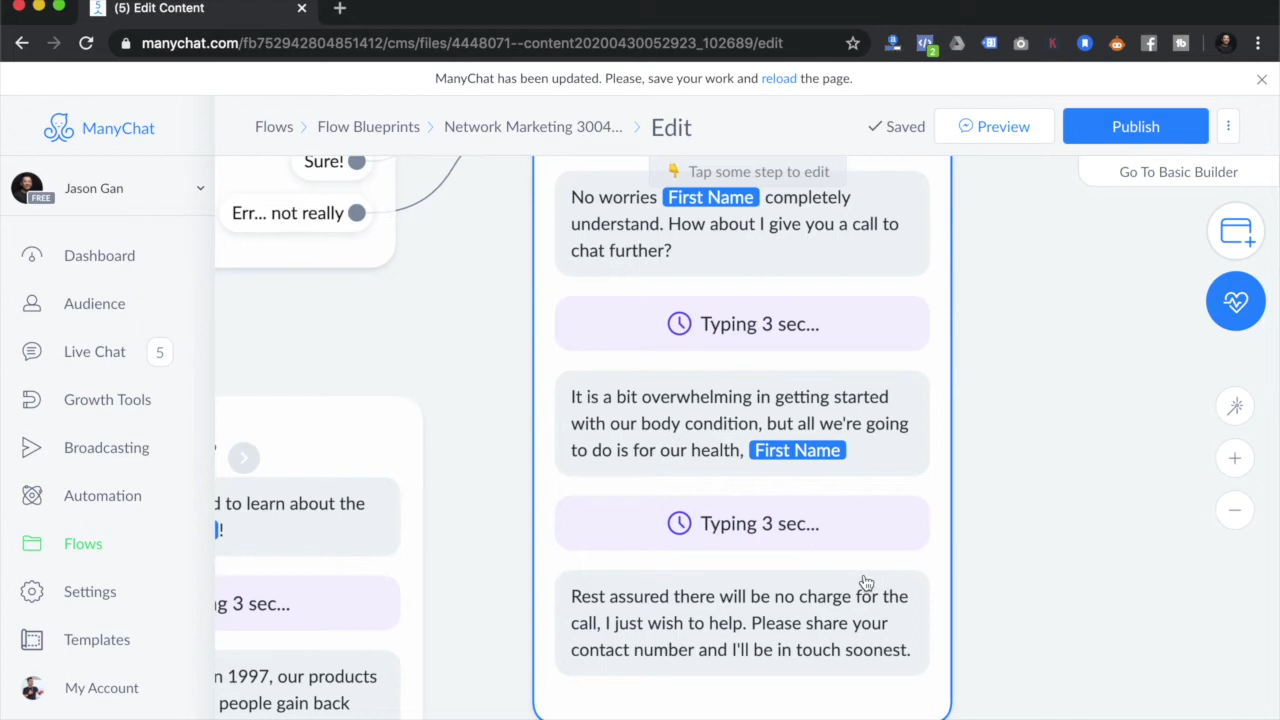 (5) Edit Content
manychat.com/fb752942804851412/cms/files/4448071--content20200430052923_102689/edit
2
ManyChat has been updated. Please, save your work and reload the page.
ManyChat
Flows
Flow Blueprints
Network Marketing 3004...
Edit
Saved
Preview
Publish
Go To Basic Builder
Jason Gan
FREE
Dashboard
Audience
Live Chat
5
Growth Tools
Broadcasting
Automation
Flows
Settings
Templates
My Account
Sure!
Err... not really
?
d to learn about the
!
g 3 sec...
n 1997, our products
people gain back
Tap some step to edit
No worries First Name completely
understand. How about I give you a call to
chat further?
Typing 3 sec...
It is a bit overwhelming in getting started
with our body condition, but all we're going
to do is for our health, First Name
Typing 3 sec...
Rest assured there will be no charge for the
call, I just wish to help. Please share your
contact number and I'll be in touch soonest.